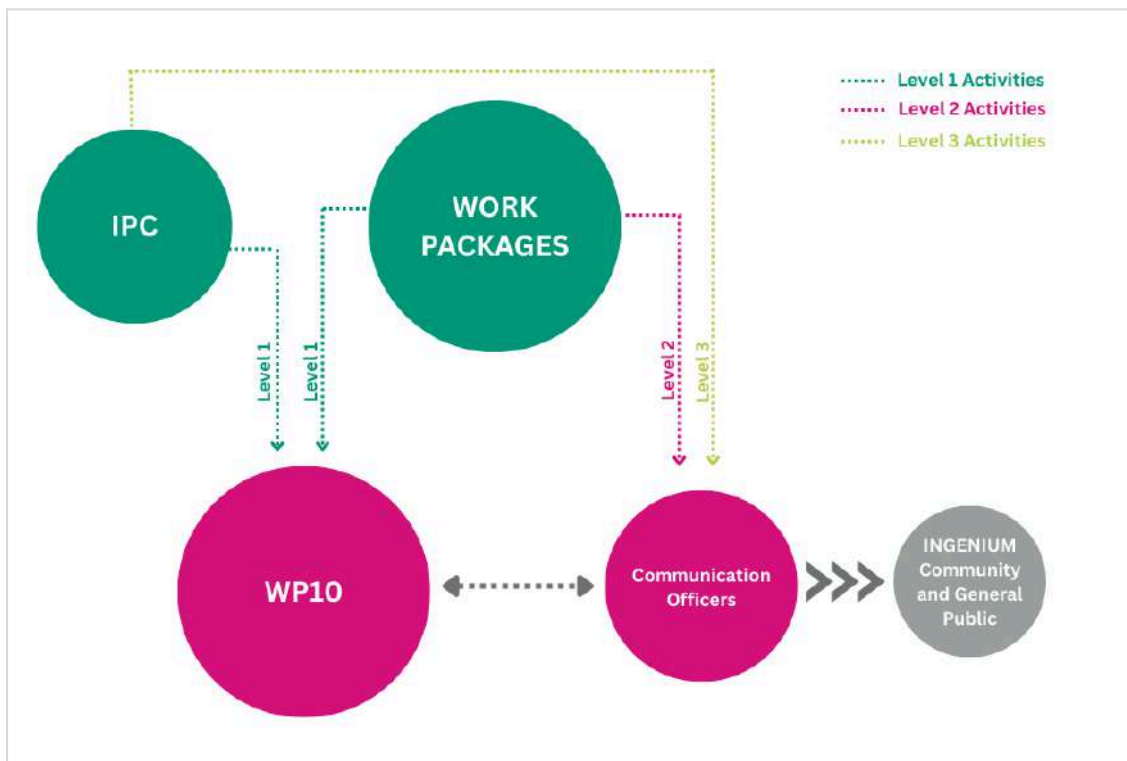 Level 1 Activities
Level 2 Activities
Level 3 Activities
IPC
WORK
PACKAGES
Level 1
Level 1
Level 2
Level 3
WP10
Communication
Officers
INGENIUM
Community
and General
Public